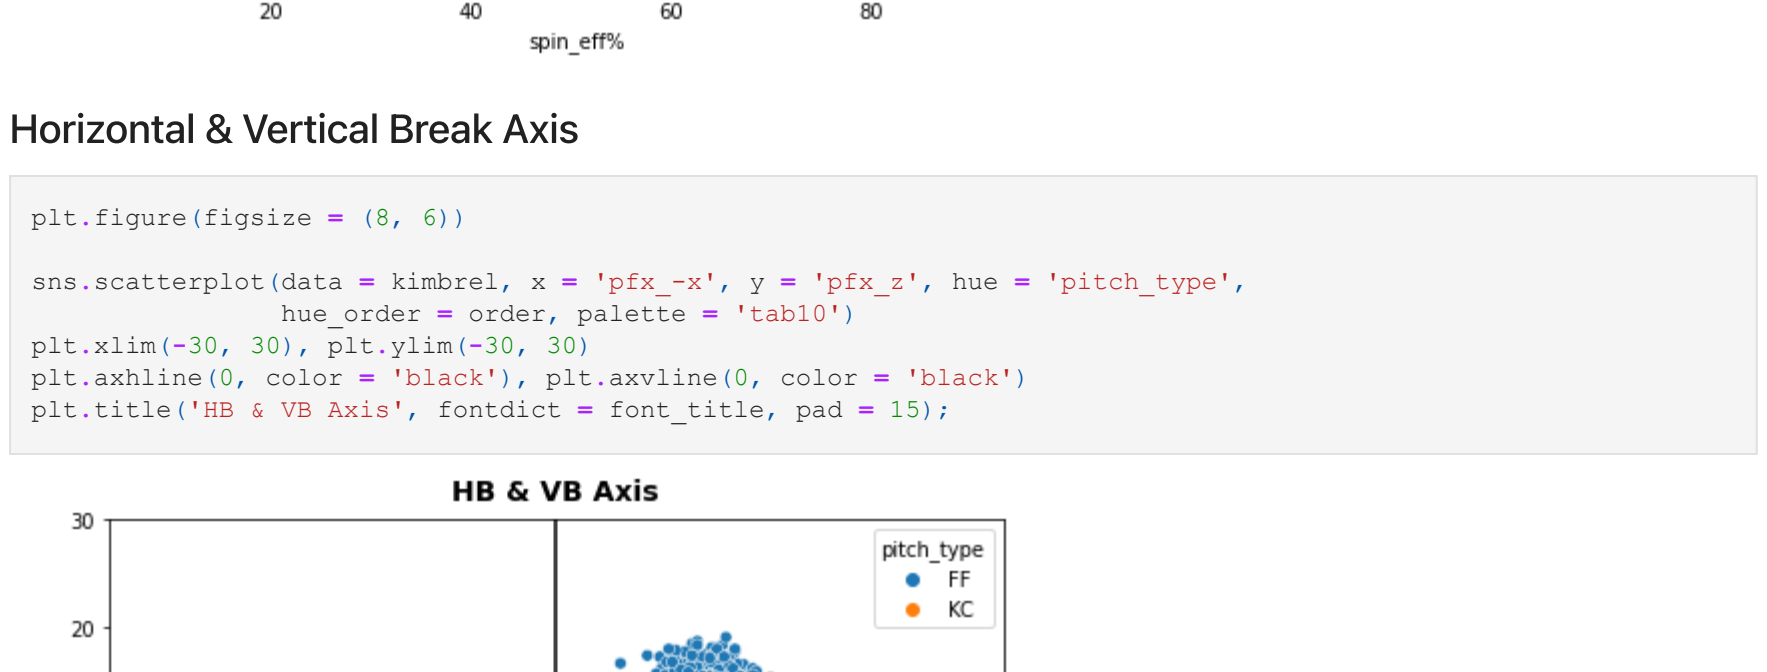 20 40 60 80
spin_eff%
Horizontal & Vertical Break Axis
plt.figure(figsize = (8, 6))
sns.scatterplot(data = kimbrel, x = 'pfx_-x', y = 'pfx_z', hue = 'pitch_type',
hue_order = order, palette = 'tab10')
plt.xlim(-30, 30), plt.ylim(-30, 30)
plt.axhline(0, color = 'black'), plt.axvline(0, color = 'black')
plt.title('HB & VB Axis', fontdict = font_title, pad = 15);
HB & VB Axis
30
pitch_type
FF
KC
20